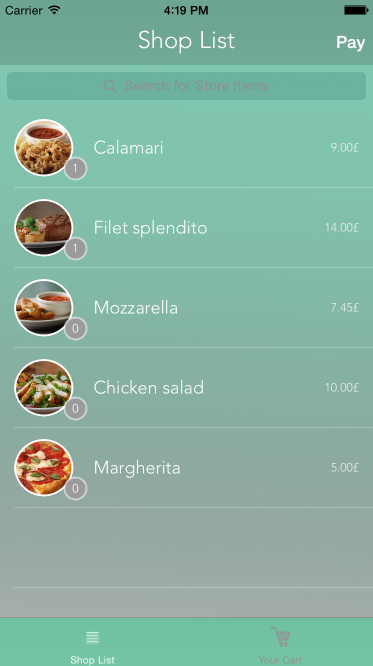 Carrier 4:19 PM
Shop List Pay
Search for Store Items
Calamari 9.00£
1
Filet splendito 14.00£
1
Mozzarella 7.45£
0
Chicken salad 10.00£
0
Margherita 5.00£
0
Shop List Your Cart